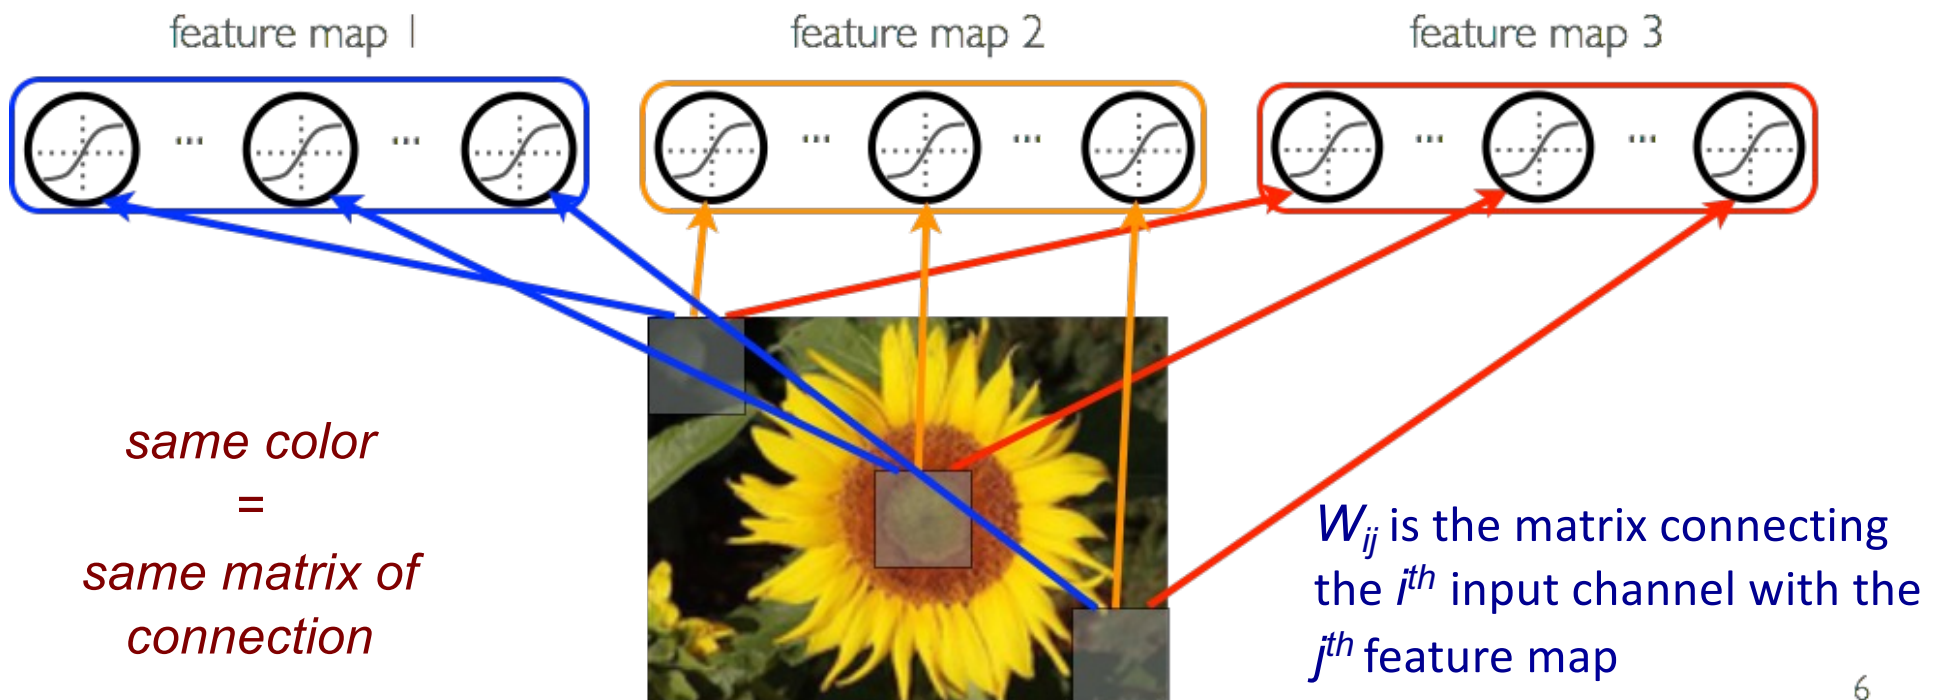 feature map 1
feature map 2
feature map 3
... ...
... ...
... ...
same color
=
same matrix of
connection
Wij is the matrix connecting
the ith input channel with the
jth feature map
6